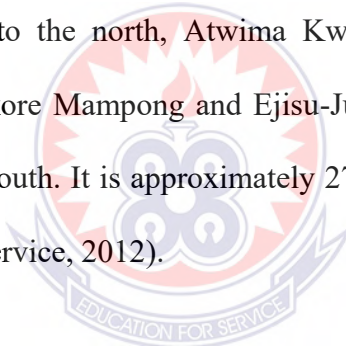 to the north, Atwima Kw
ore Mampong and Ejisu-Ju
outh. It is approximately 27
ervice, 2012).
EDUCATION FOR SERVICE